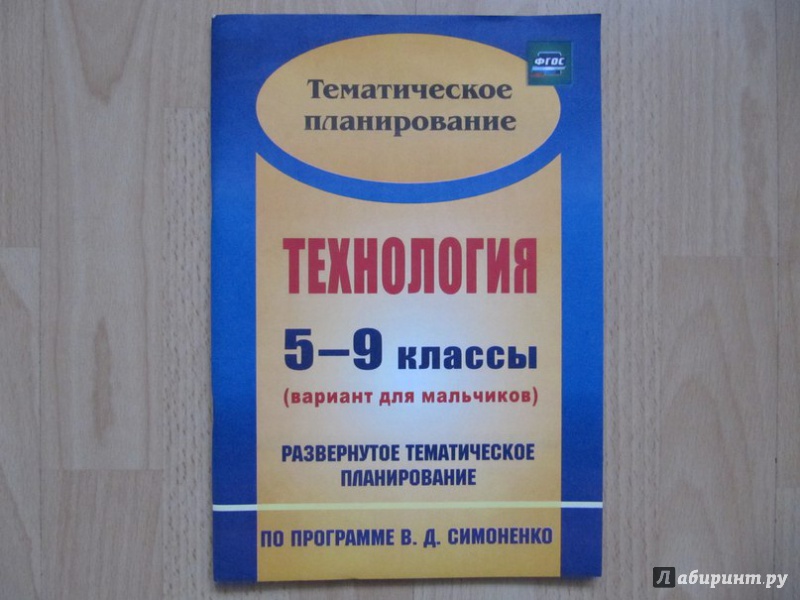 ФГОС
Тематическое
планирование
ТЕХНОЛОГИЯ
5–9 классы
(вариант для мальчиков)
РАЗВЕРНУТОЕ ТЕМАТИЧЕСКОЕ
ПЛАНИРОВАНИЕ
ПО ПРОГРАММЕ В. Д. СИМОНЕНКО
Лабиринт.ру